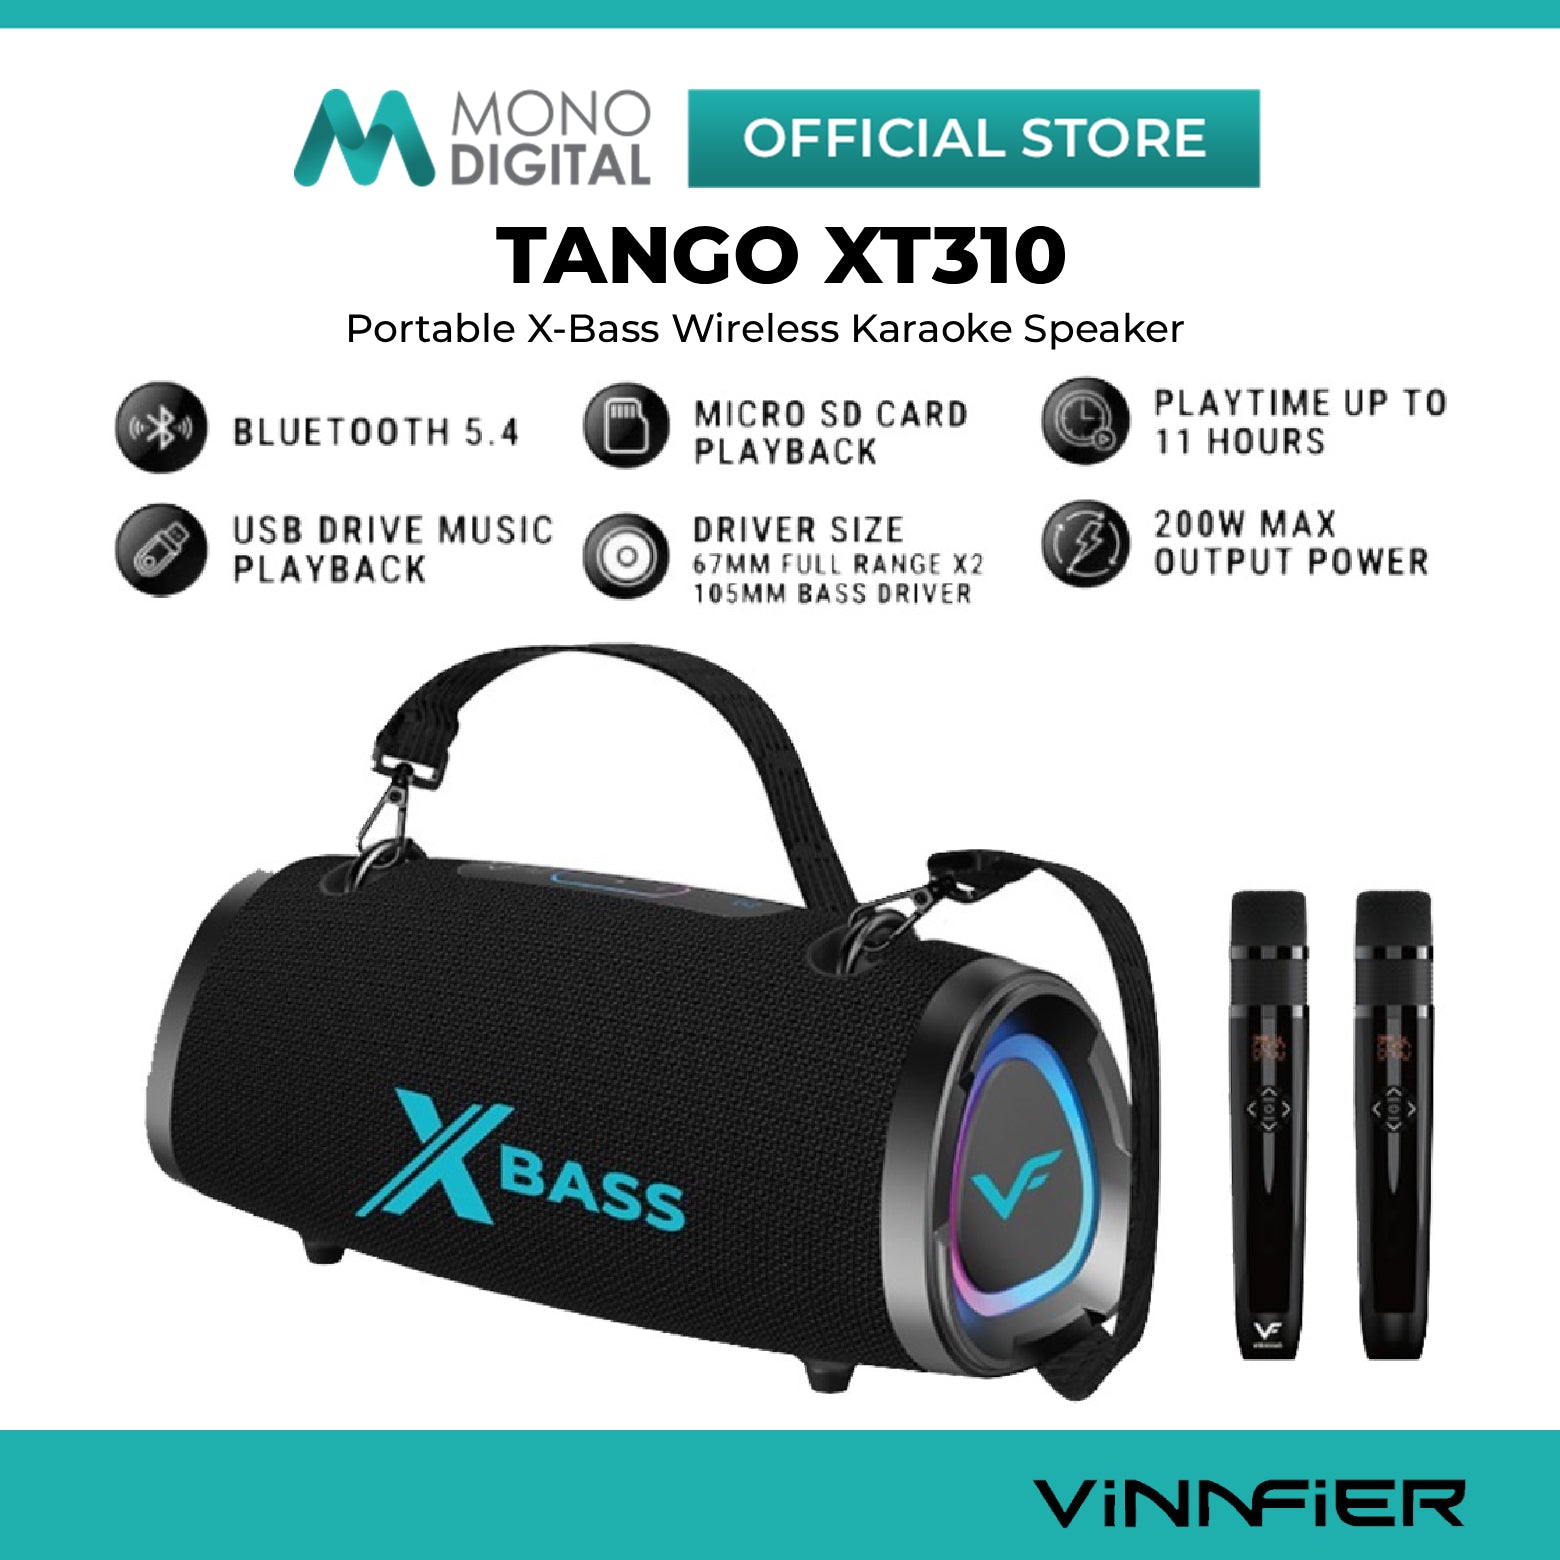 MONO
DIGITAL
OFFICIAL STORE
TANGO XT310
Portable X-Bass Wireless Karaoke Speaker
BLUETOOTH 5.4
MICRO SD CARD
PLAYBACK
PLAYTIME UP TO
11 HOURS
USB DRIVE MUSIC
PLAYBACK
DRIVER SIZE
67MM FULL RANGE X2
105MM BASS DRIVER
200W MAX
OUTPUT POWER
X BASS
VF
VF
ViNNFiER